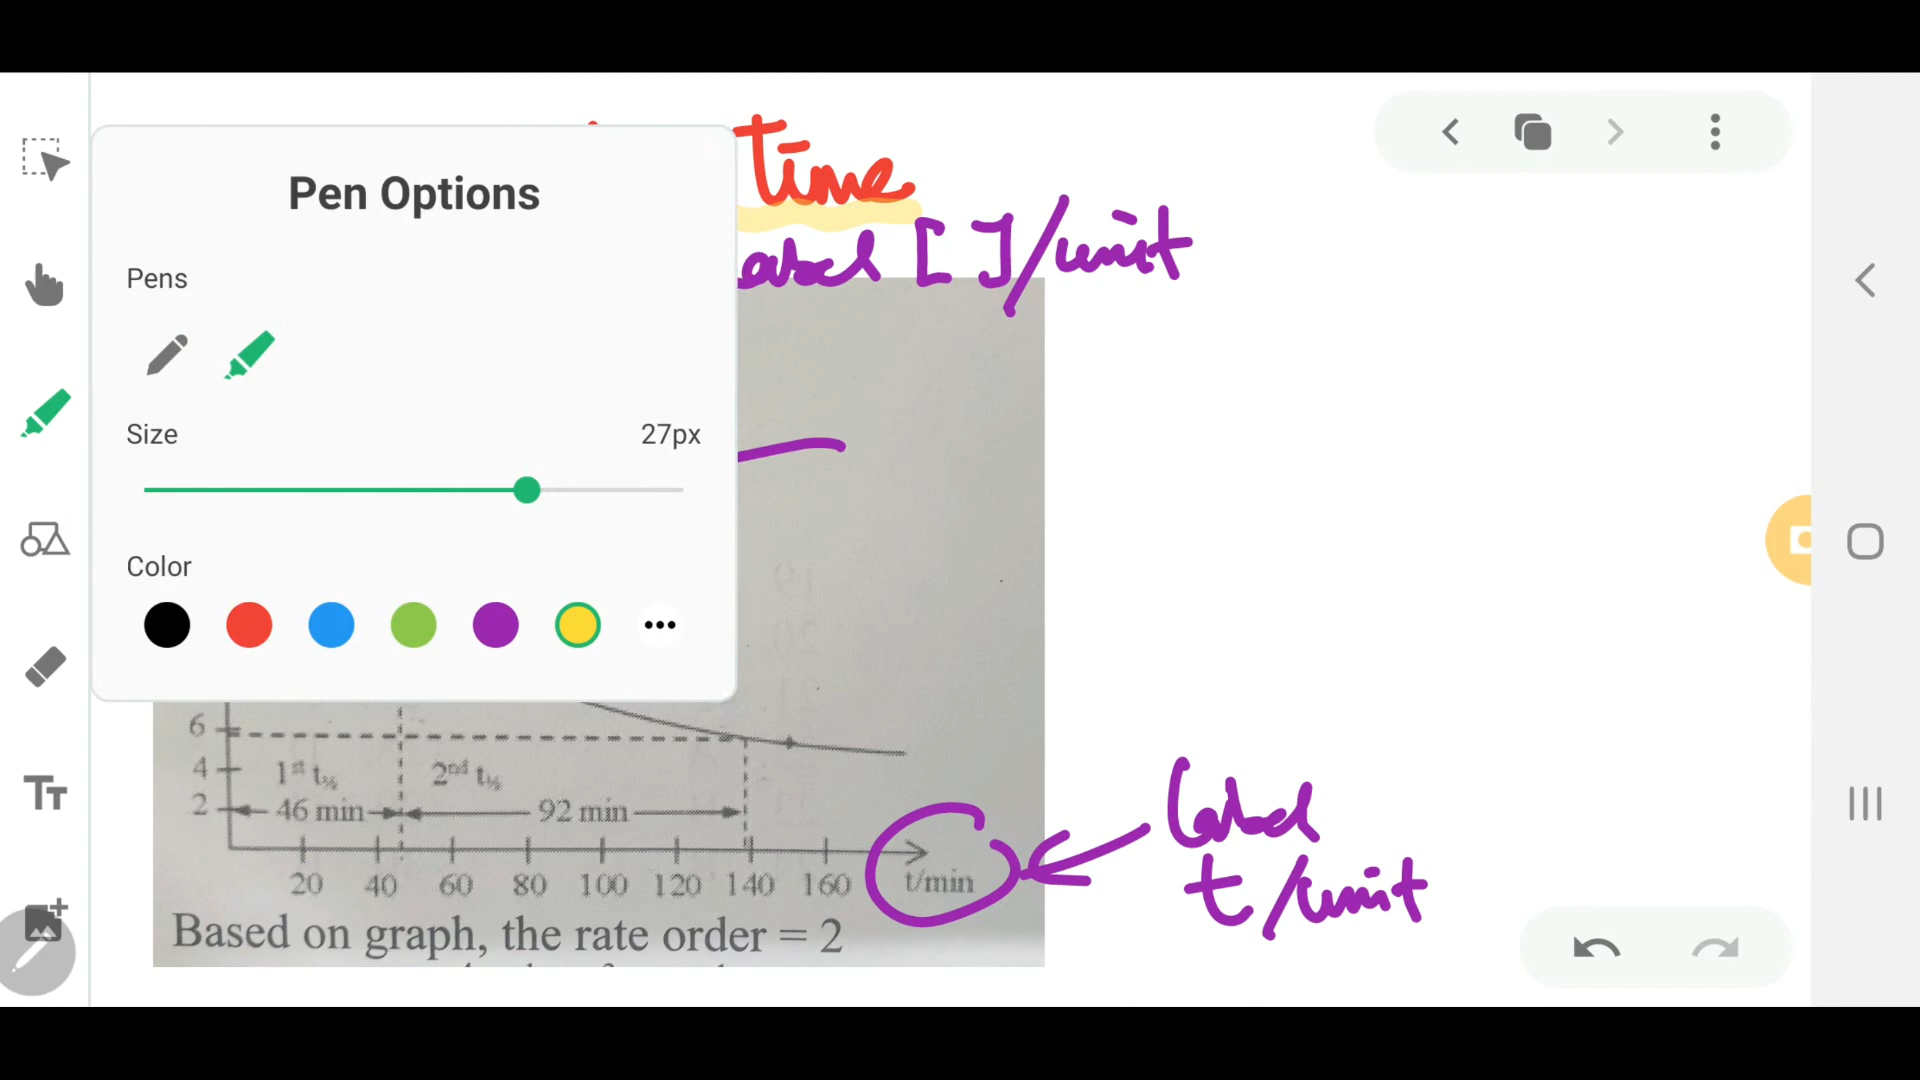 time
Pen Options
label [ ]/unit
Pens
Size 27px
Color
6
4 1st t½ 2nd t½
2 46 min 92 min
20 40 60 80 100 120 140 160 t/min
Label
t/unit
Based on graph, the rate order = 2